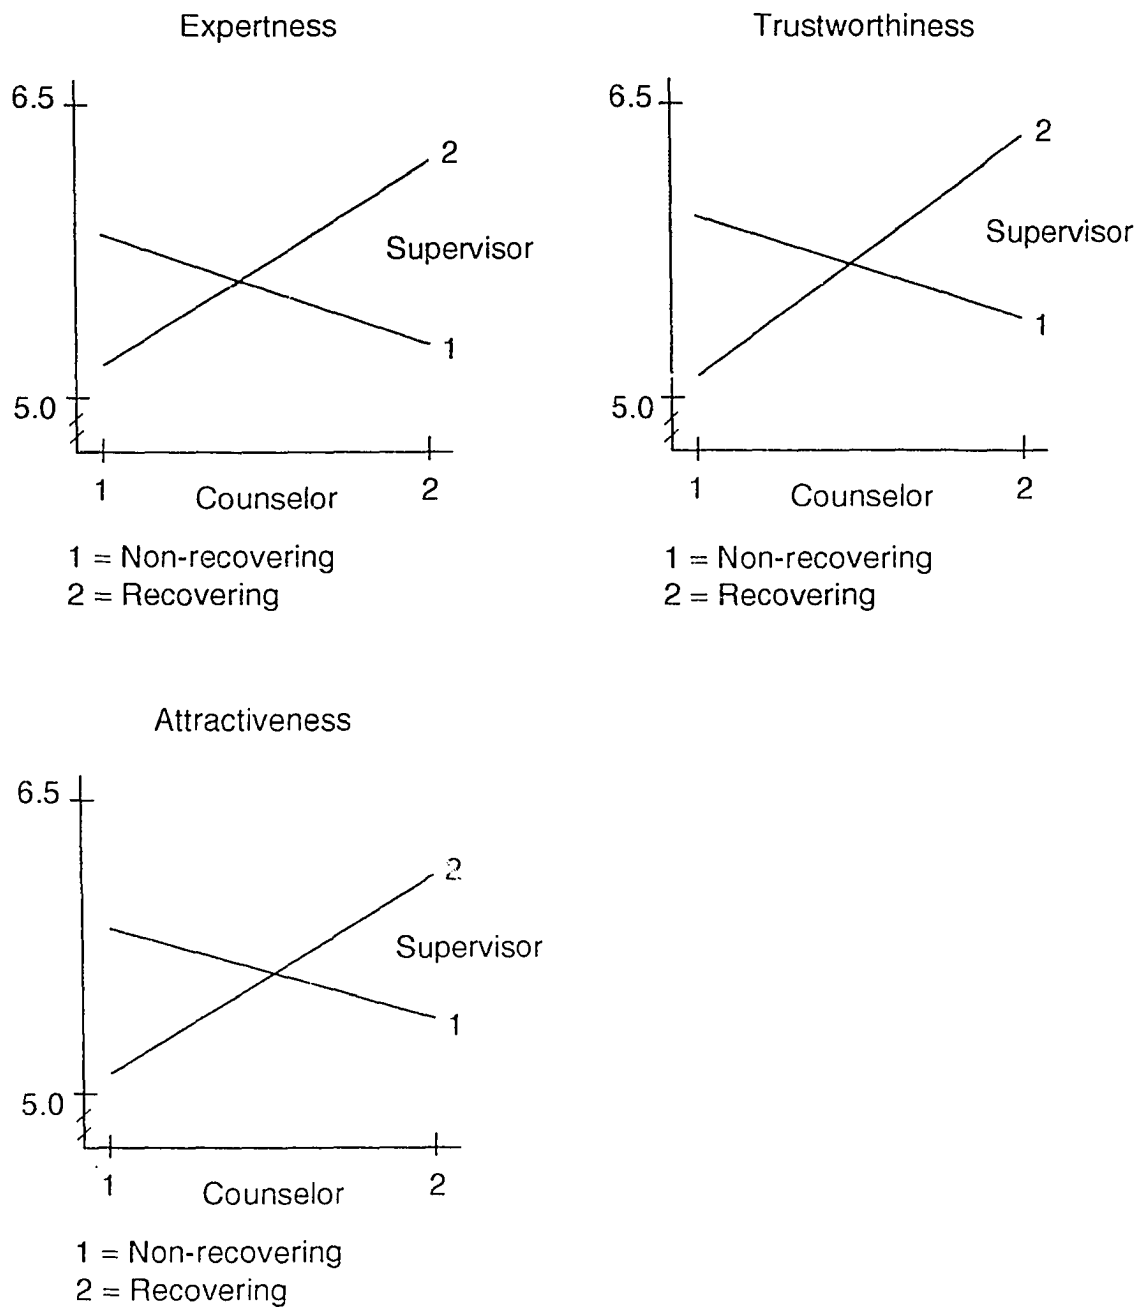 Expertness
6.5
2
Supervisor
1
5.0
1
Counselor
2
1 = Non-recovering
2 = Recovering
Trustworthiness
6.5
2
Supervisor
1
5.0
1
Counselor
2
1 = Non-recovering
2 = Recovering
Attractiveness
6.5
2
Supervisor
1
5.0
1
Counselor
2
1 = Non-recovering
2 = Recovering